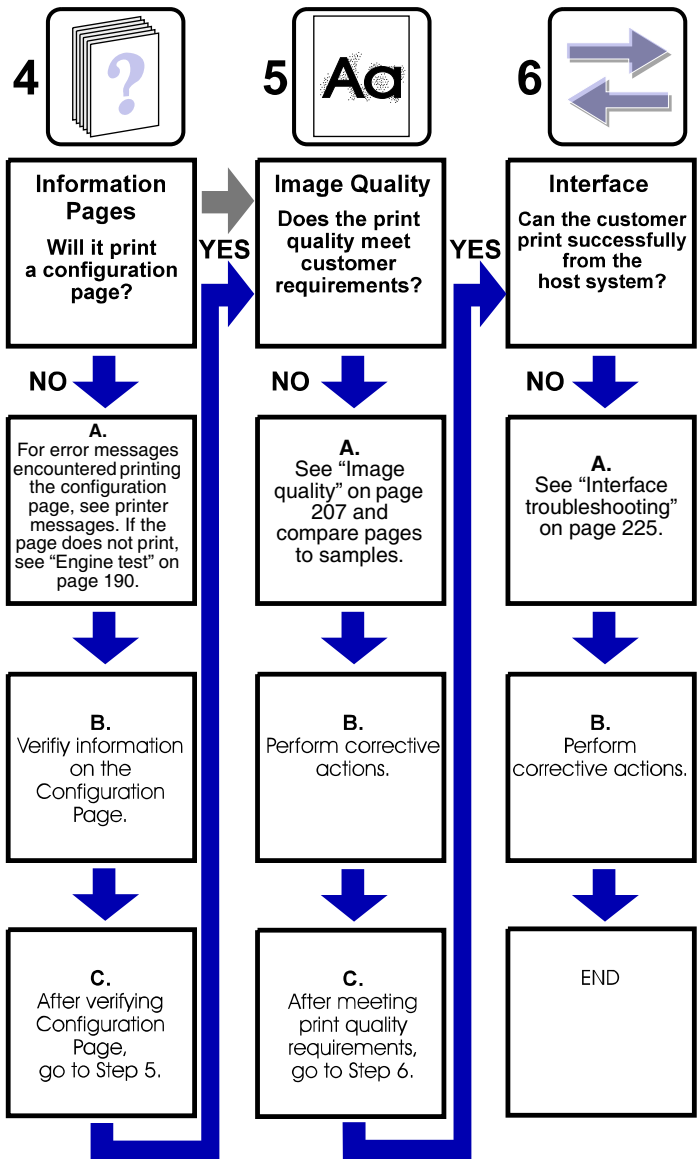 4
?
Information
Pages
Will it print
a configuration
page?
YES
NO
A.
For error messages
encountered printing
the configuration
page, see printer
messages. If the
page does not print,
see “Engine test” on
page 190.
B.
Verifiy information
on the
Configuration
Page.
C.
After verifying
Configuration
Page,
go to Step 5.
5
Aa
Image Quality
Does the print
quality meet
customer
requirements?
YES
NO
A.
See “Image
quality” on page
207 and
compare pages
to samples.
B.
Perform corrective
actions.
C.
After meeting
print quality
requirements,
go to Step 6.
6
Interface
Can the customer
print successfully
from the
host system?
NO
A.
See “Interface
troubleshooting”
on page 225.
B.
Perform
corrective actions.
END